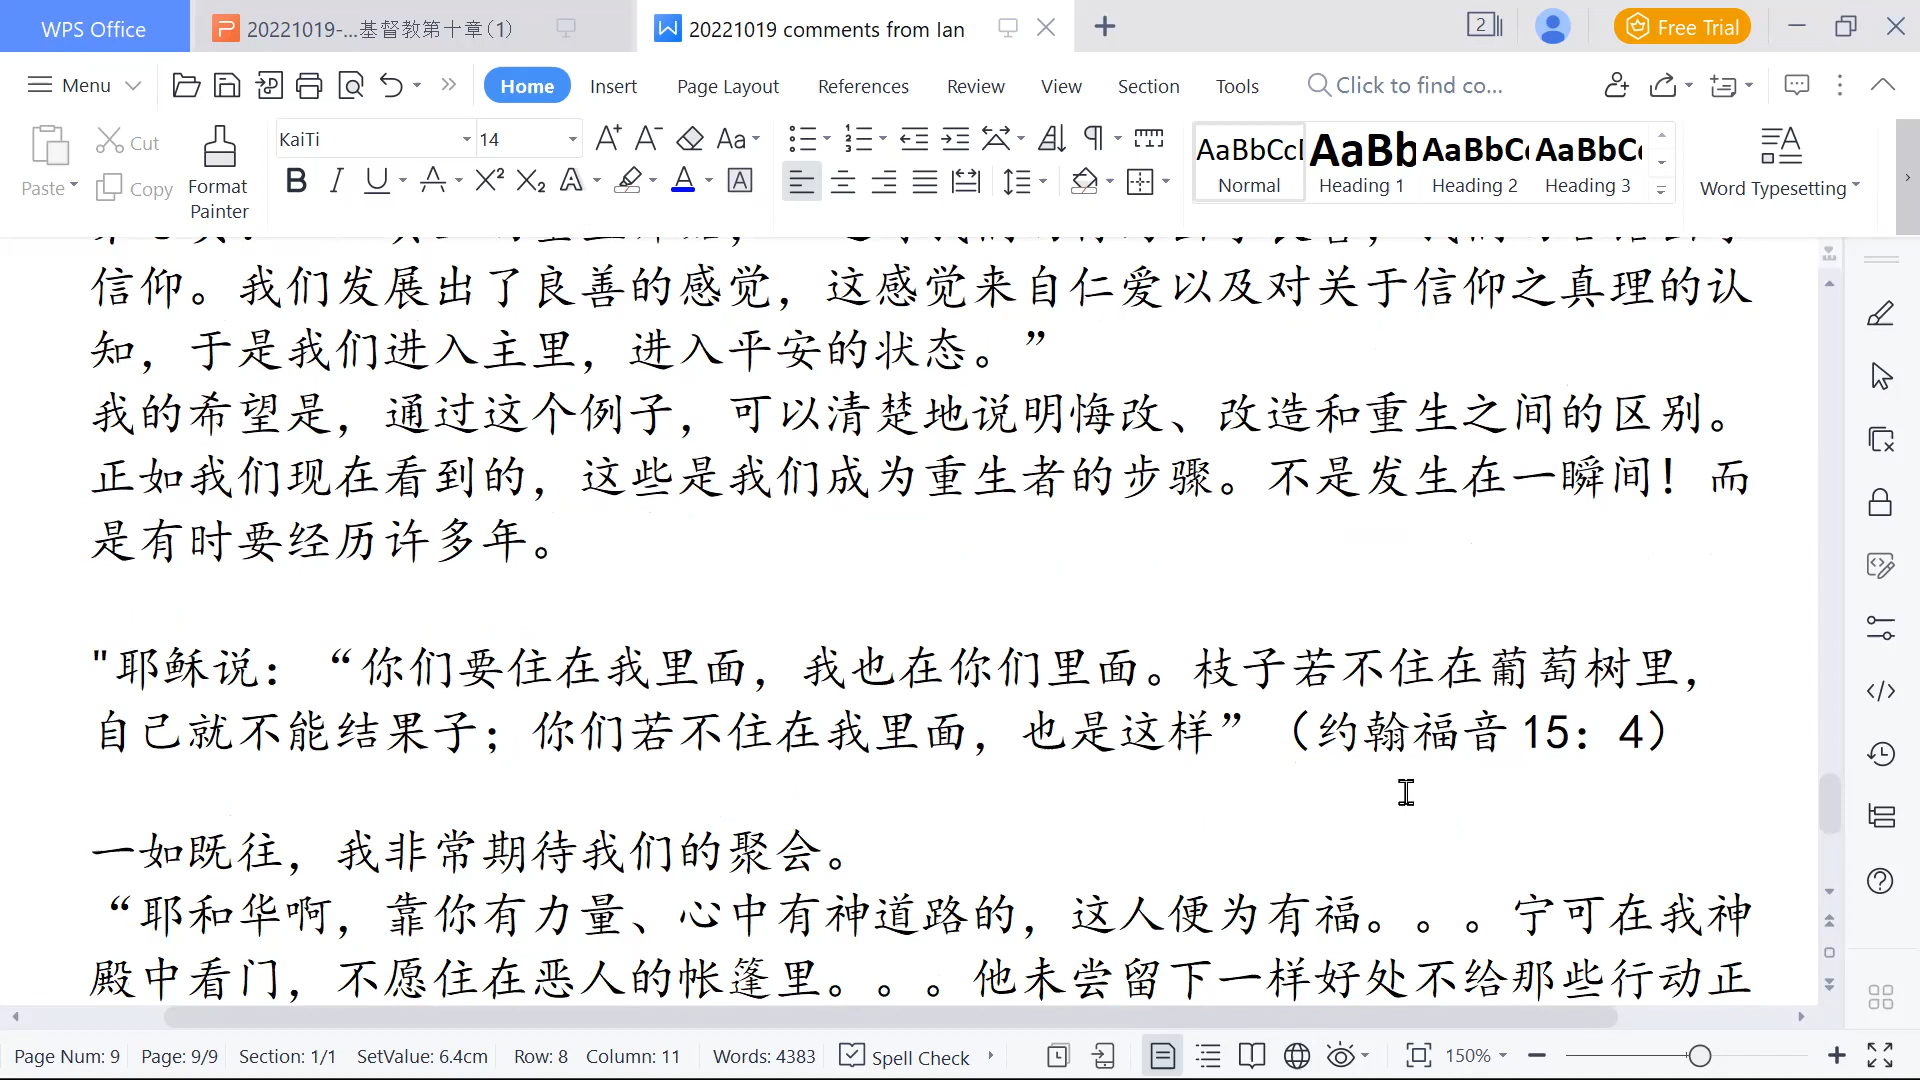 WPS Office
20221019-...基督教第十章(1)
20221019 comments from Ian
2
Free Trial
Menu
Home
Insert
Page Layout
References
Review
View
Section
Tools
Click to find co...
Paste
Cut
Copy
Format
Painter
KaiTi
14
AaBbCcI
Normal
AaBb
Heading 1
AaBbC
Heading 2
AaBbC
Heading 3
Word Typesetting
信仰。我们发展出了良善的感觉，这感觉来自仁爱以及对关于信仰之真理的认
知，于是我们进入主里，进入平安的状态。”
我的希望是，通过这个例子，可以清楚地说明悔改、改造和重生之间的区别。
正如我们现在看到的，这些是我们成为重生者的步骤。不是发生在一瞬间！而
是有时要经历许多年。
"耶稣说：“你们要住在我里面，我也在你们里面。枝子若不住在葡萄树里，
自己就不能结果子；你们若不住在我里面，也是这样”（约翰福音 15：4）
一如既往，我非常期待我们的聚会。
“耶和华啊，靠你有力量、心中有神道路的，这人便为有福。。。宁可在我神
殿中看门，不愿住在恶人的帐篷里。。。他未尝留下一样好处不给那些行动正
Page Num: 9 Page: 9/9 Section: 1/1 SetValue: 6.4cm Row: 8 Column: 11 Words: 4383 Spell Check 150%